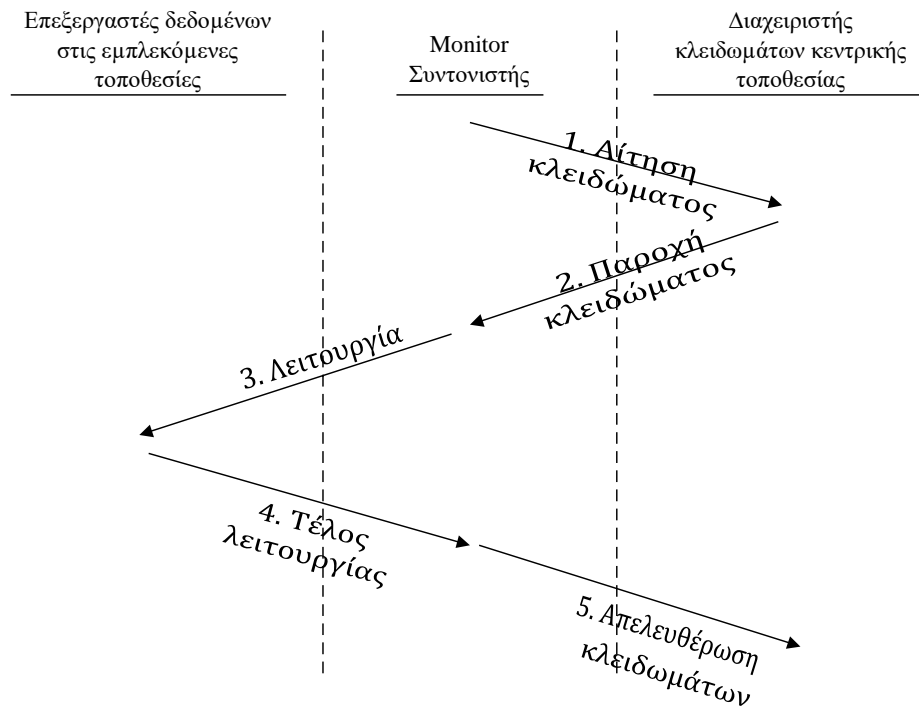 Επεξεργαστές δεδομένων
στις εμπλεκόμενες
τοποθεσίες
Monitor
Συντονιστής
Διαχειριστής
κλειδωμάτων κεντρικής
τοποθεσίας
1. Αίτηση
κλειδώματος
2. Παροχή
κλειδώματος
3. Λειτουργία
4. Τέλος
λειτουργίας
5. Απελευθέρωση
κλειδωμάτων